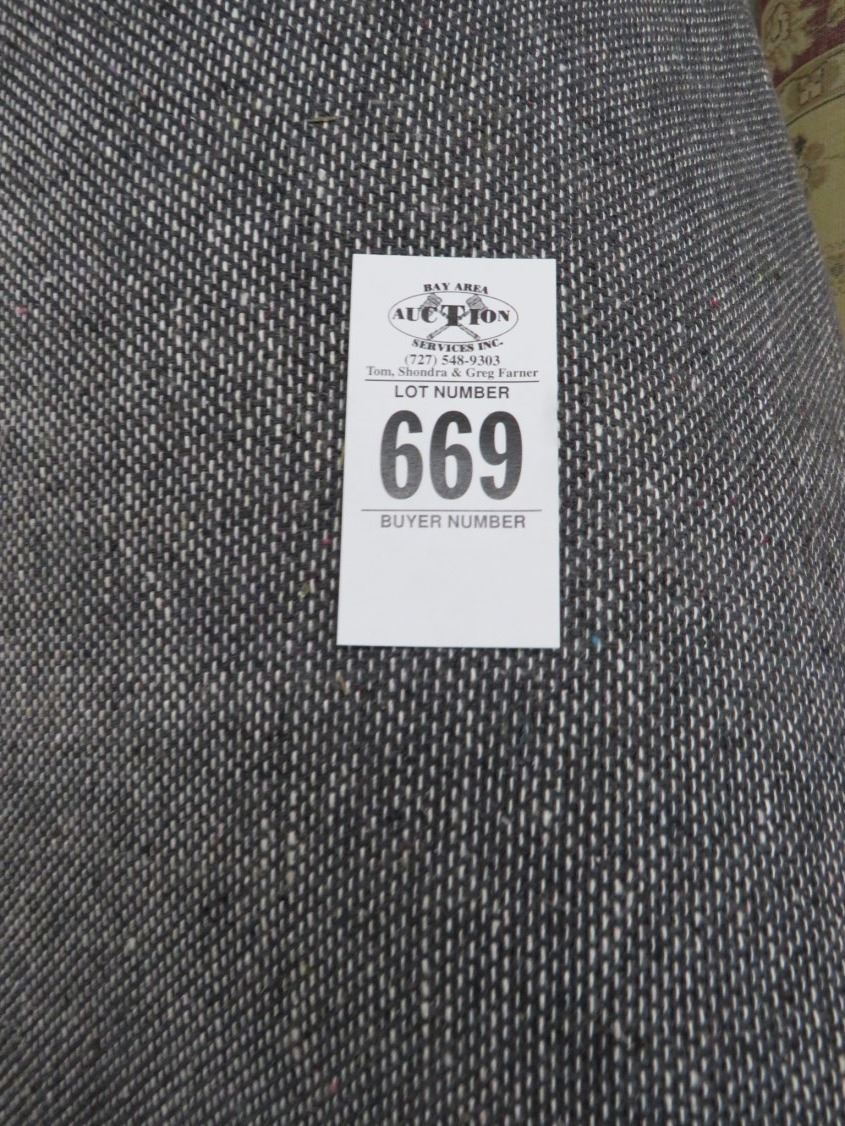 BAY AREA
AUCTION
SERVICES INC.
(727) 548-9303
Tom, Shondra & Greg Farner
LOT NUMBER
669
BUYER NUMBER